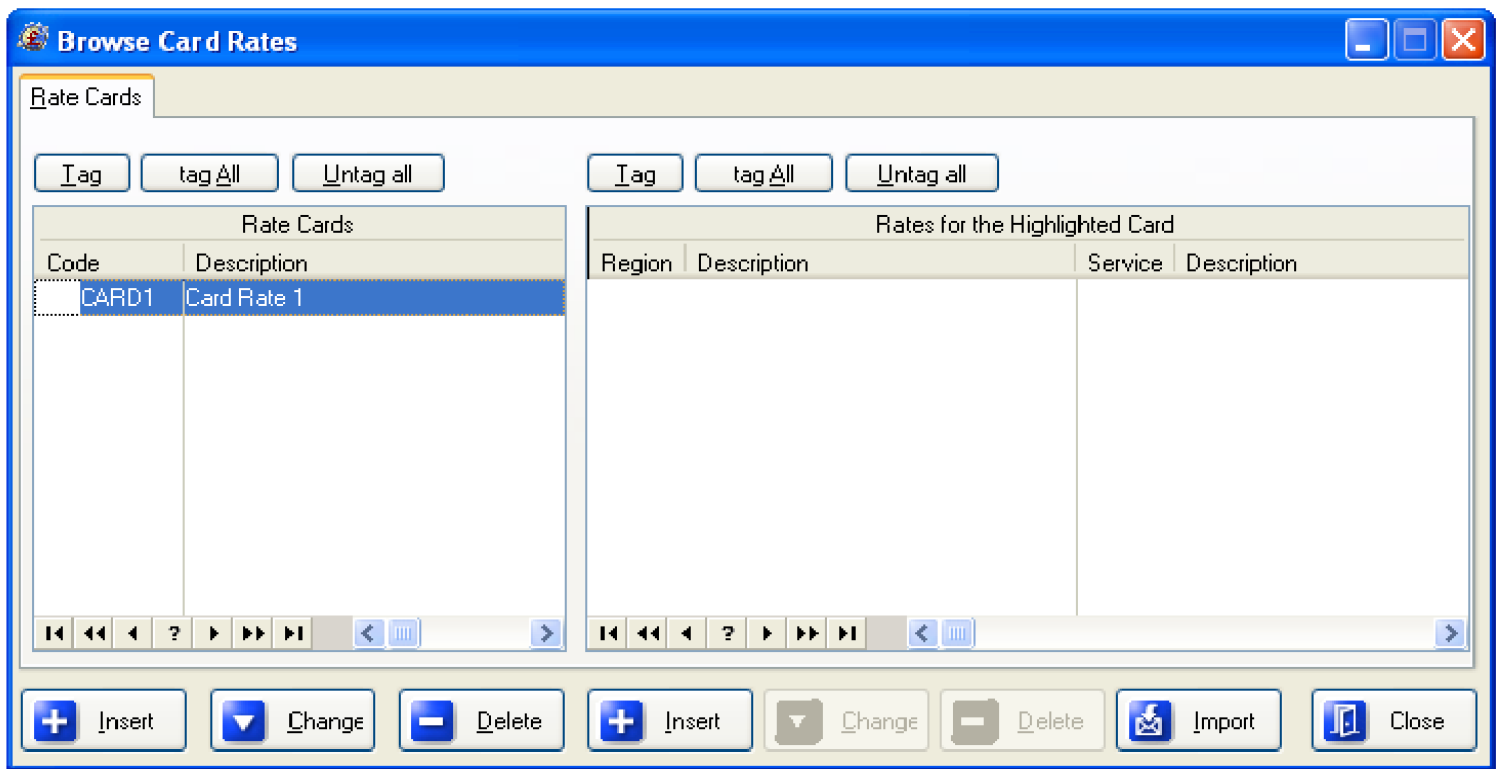 Browse Card Rates
Rate Cards
Tag tag All Untag all Tag tag All Untag all
Rate Cards Rates for the Highlighted Card
Code Description Region Description Service Description
CARD1 Card Rate 1
? ?
Insert Change Delete Insert Change Delete Import Close